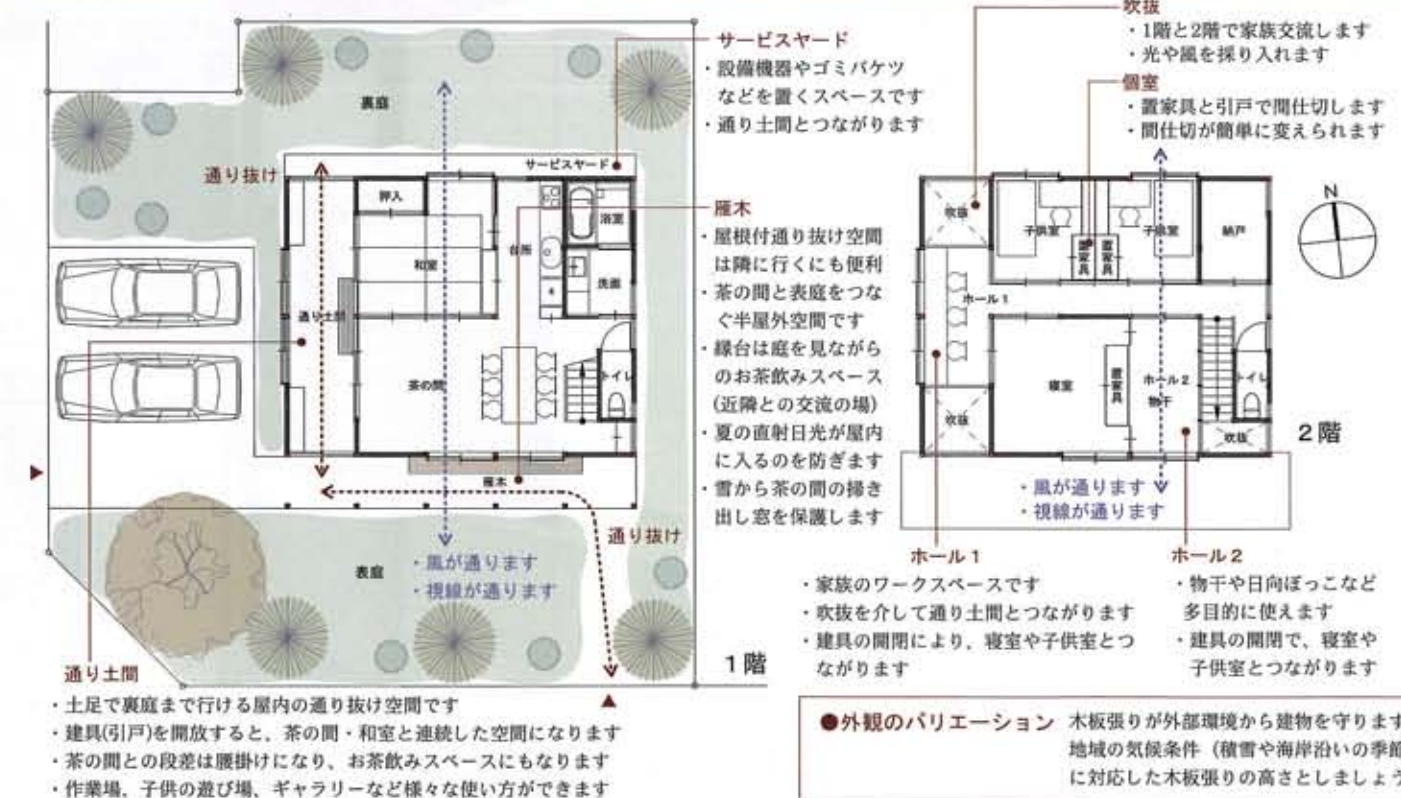 サービスヤード
・設備機器やゴミバケツ
などを置くスペースです
・通り土間とつながります
裏庭
通り抜け
サービスヤード
押入
浴室
台所
和室
洗面
通り土間
茶の間
トイレ
雁木
通り抜け
表庭
・風が通ります
・視線が通ります
1階
雁木
・屋根付通り抜け空間
は隣に行くにも便利
・茶の間と表庭をつな
ぐ半屋外空間です
・縁台は庭を見ながら
のお茶飲みスペース
(近隣との交流の場)
・夏の直射日光が屋内
に入るのを防ぎます
・雪から茶の間の掃き
出し窓を保護します
通り土間
・土足で裏庭まで行ける屋内の通り抜け空間です
・建具(引戸)を開放すると、茶の間・和室と連続した空間になります
・茶の間との段差は腰掛けになり、お茶飲みスペースにもなります
・作業場、子供の遊び場、ギャラリーなど様々な使い方ができます
吹抜
・1階と2階で家族交流します
・光や風を採り入れます
個室
・置家具と引戸で間仕切します
・間仕切が簡単に変えられます
N
吹抜
子供室
置家具
置家具
子供室
納戸
ホール1
寝室
置家具
ホール2
物干
トイレ
吹抜
吹抜
2階
・風が通ります
・視線が通ります
ホール1
・家族のワークスペースです
・吹抜を介して通り土間とつながります
・建具の開閉により、寝室や子供室とつ
ながります
ホール2
・物干や日向ぼっこなど
多目的に使えます
・建具の開閉で、寝室や
子供室とつながります
●外観のバリエーション 木板張りが外部環境から建物を守ります
地域の気候条件（積雪や海岸沿いの季節
に対応した木板張りの高さとしましょう